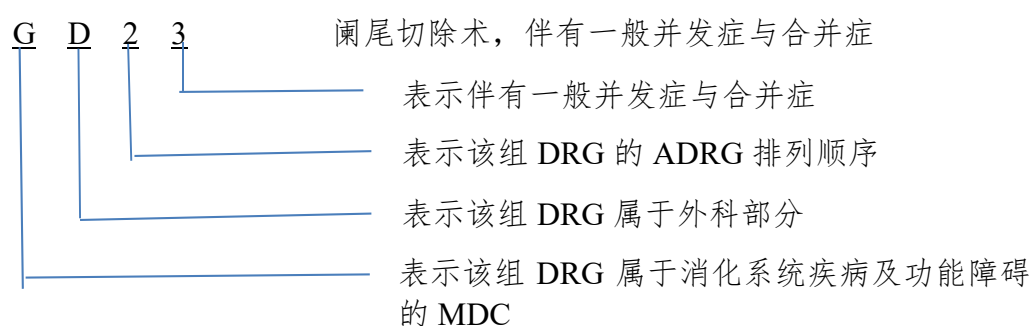 G D 2 3 阑尾切除术，伴有一般并发症与合并症
表示伴有一般并发症与合并症
表示该组 DRG 的 ADRG 排列顺序
表示该组 DRG 属于外科部分
表示该组 DRG 属于消化系统疾病及功能障碍
的 MDC